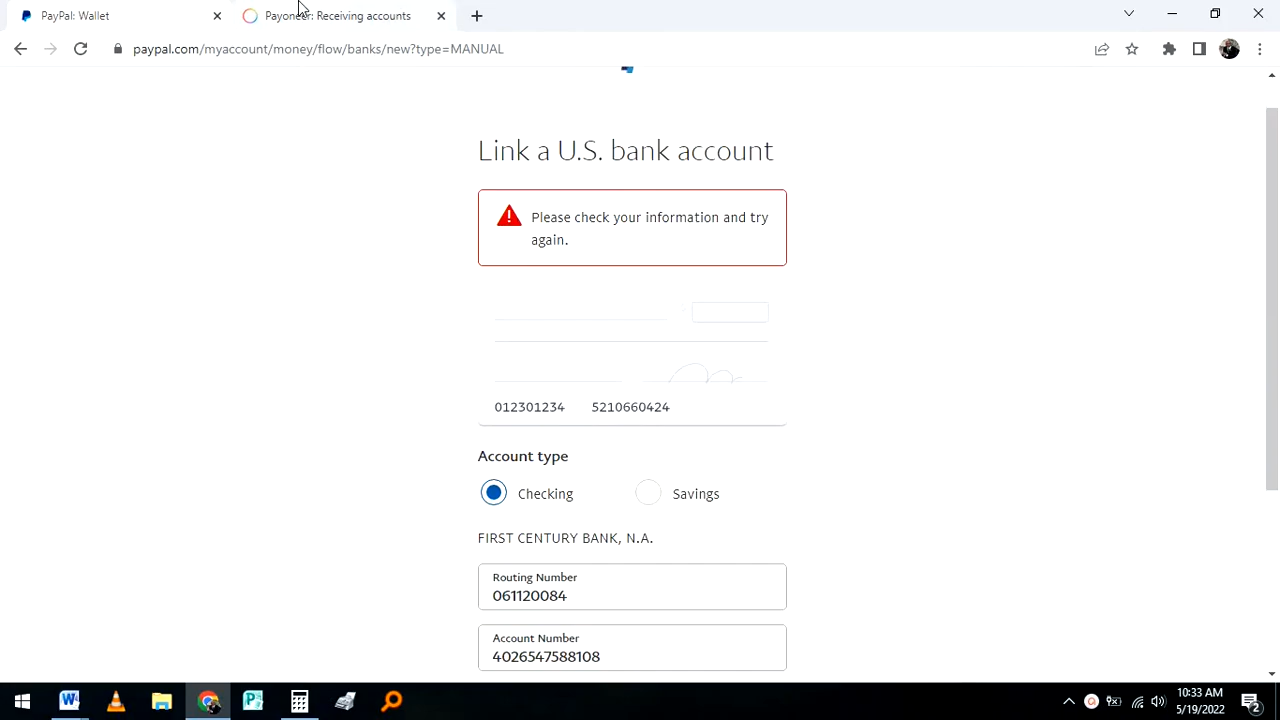 PayPal: Wallet
Payoneer: Receiving accounts
paypal.com/myaccount/money/flow/banks/new?type=MANUAL
Link a U.S. bank account
Please check your information and try
again.
012301234 5210660424
Account type
Checking Savings
FIRST CENTURY BANK, N.A.
Routing Number
061120084
Account Number
4026547588108
10:33 AM
5/19/2022
2